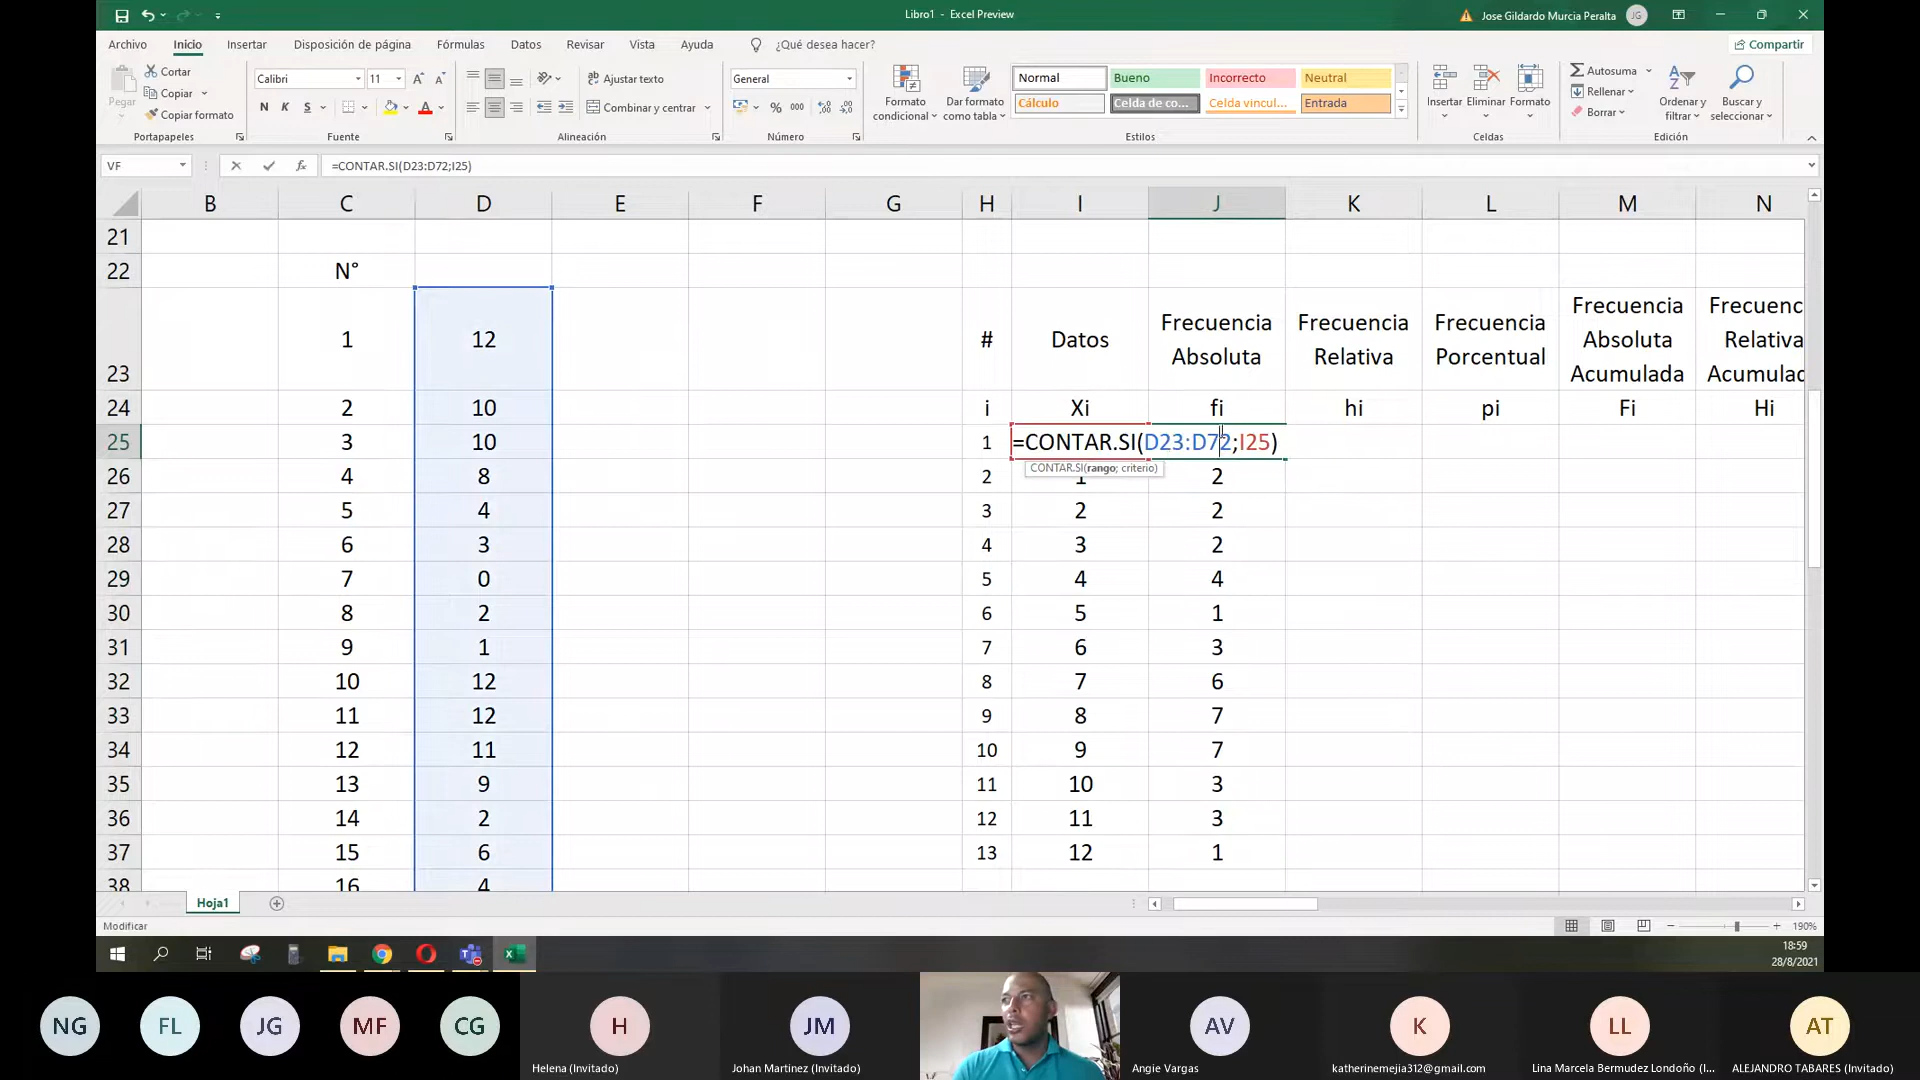 Libro1 - Excel Preview
Jose Gildardo Murcia Peralta
JG
Archivo Inicio Insertar Disposición de página Fórmulas Datos Revisar Vista Ayuda ¿Qué desea hacer? Compartir
Pegar
Cortar
Copiar
Copiar formato
Portapapeles
Calibri 11
N K S
Fuente
Ajustar texto
Combinar y centrar
Alineación
General
% 000
Número
Formato condicional
Dar formato como tabla
Normal Bueno Incorrecto Neutral
Cálculo Celda de co... Celda vincul... Entrada
Estilos
Insertar Eliminar Formato
Celdas
Autosuma
Rellenar
Borrar
Ordenar y filtrar
Buscar y seleccionar
Edición
VF =CONTAR.SI(D23:D72;I25)
B C D E F G H I J K L M N
21
22 N°
23 1 12 # Datos Frecuencia Absoluta Frecuencia Relativa Frecuencia Porcentual Frecuencia Absoluta Acumulada Frecuenc Relativa Acumulac
24 2 10 i Xi fi hi pi Fi Hi
25 3 10 1 =CONTAR.SI(D23:D72;I25)
CONTAR.SI(rango; criterio)
26 4 8 2 1 2
27 5 4 3 2 2
28 6 3 4 3 2
29 7 0 5 4 4
30 8 2 6 5 1
31 9 1 7 6 3
32 10 12 8 7 6
33 11 12 9 8 7
34 12 11 10 9 7
35 13 9 11 10 3
36 14 2 12 11 3
37 15 6 13 12 1
38 16 4
Hoja1
Modificar
190%
18:59
28/8/2021
NG FL JG MF CG H JM AV K LL AT
Helena (Invitado) Johan Martinez (Invitado) Angie Vargas katherinemejia312@gmail.com Lina Marcela Bermudez Londoño (I... ALEJANDRO TABARES (Invitado)